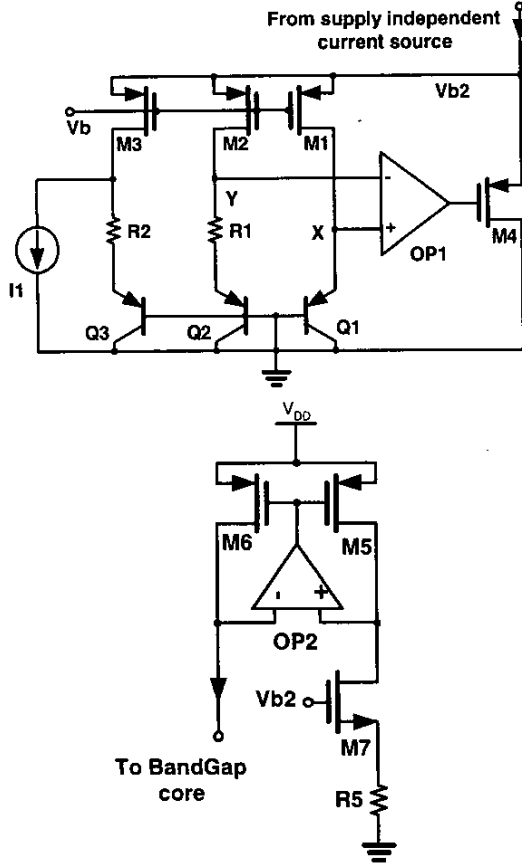 From supply independent
current source
Vb2
Vb
M3
M2
M1
Y
-
R2
R1
X
+
OP1
M4
I1
Q3
Q2
Q1
V_DD
M6
M5
-
+
OP2
Vb2
M7
To BandGap
core
R5